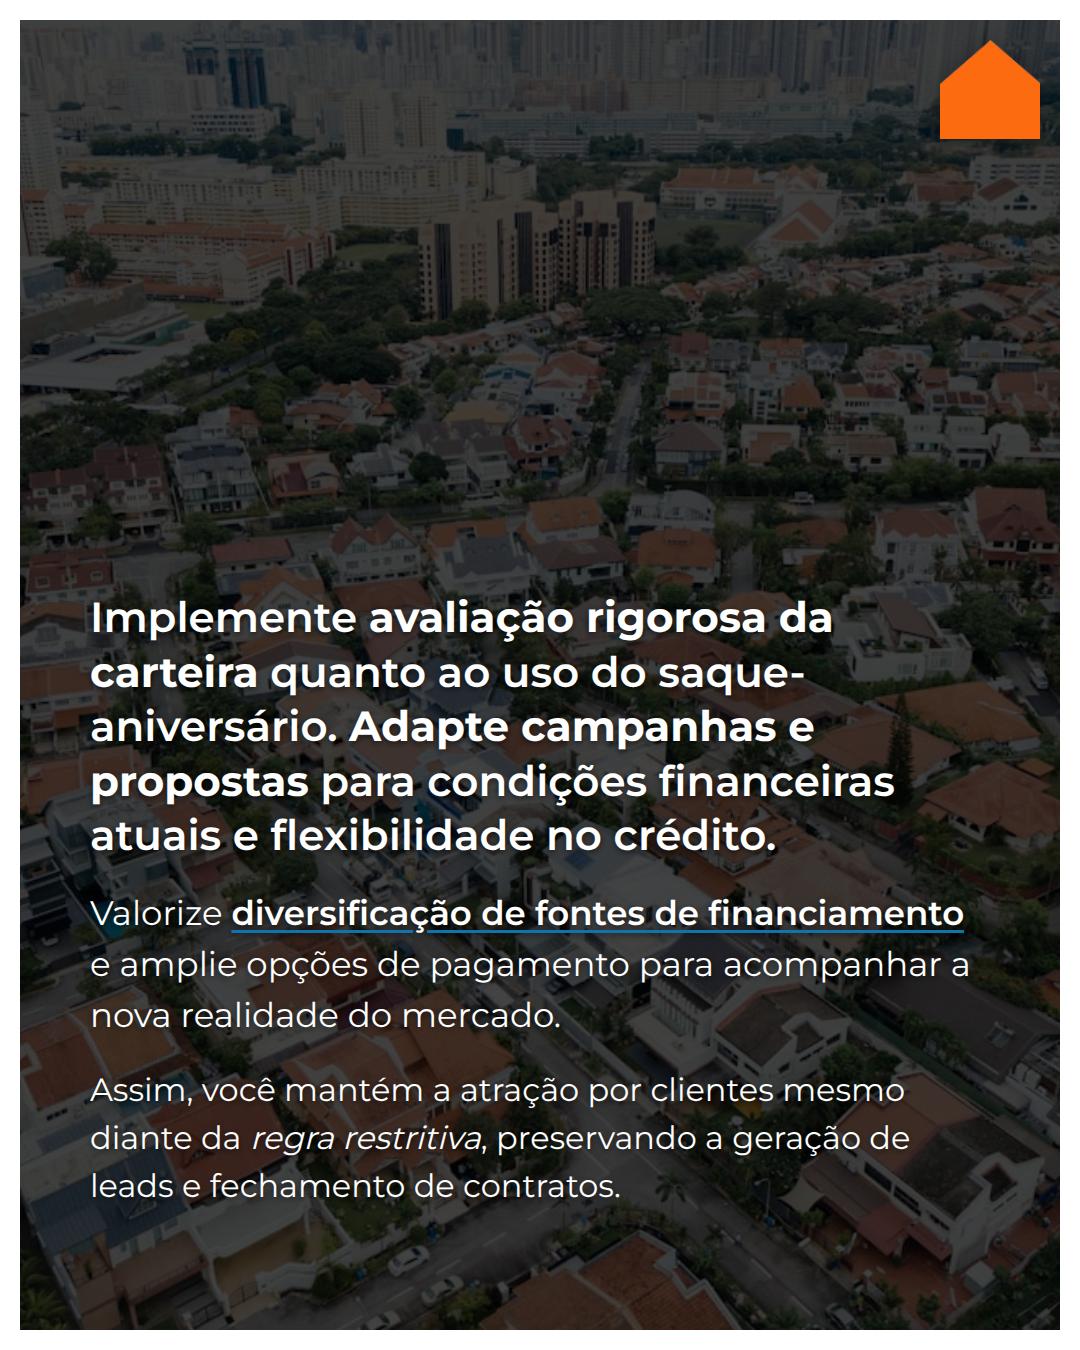 Implemente avaliação rigorosa da
carteira quanto ao uso do saque-
aniversário. Adapte campanhas e
propostas para condições financeiras
atuais e flexibilidade no crédito.
Valorize diversificação de fontes de financiamento
e amplie opções de pagamento para acompanhar a
nova realidade do mercado.
Assim, você mantém a atração por clientes mesmo
diante da regra restritiva, preservando a geração de
leads e fechamento de contratos.